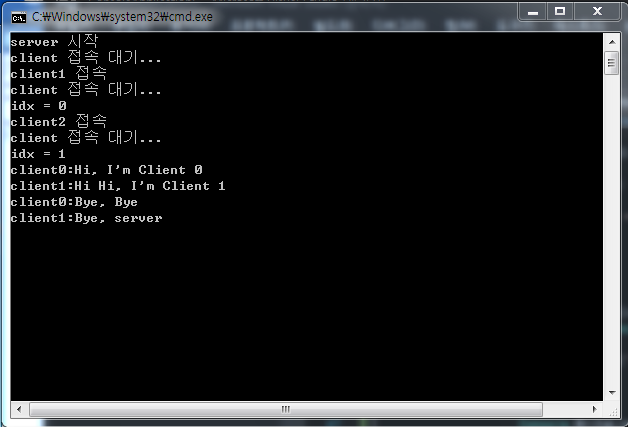 C:\Windows\system32\cmd.exe
server 시작
client 접속 대기...
client1 접속
client 접속 대기...
idx = 0
client2 접속
client 접속 대기...
idx = 1
client0:Hi, I'm Client 0
client1:Hi Hi, I'm Client 1
client0:Bye, Bye
client1:Bye, server